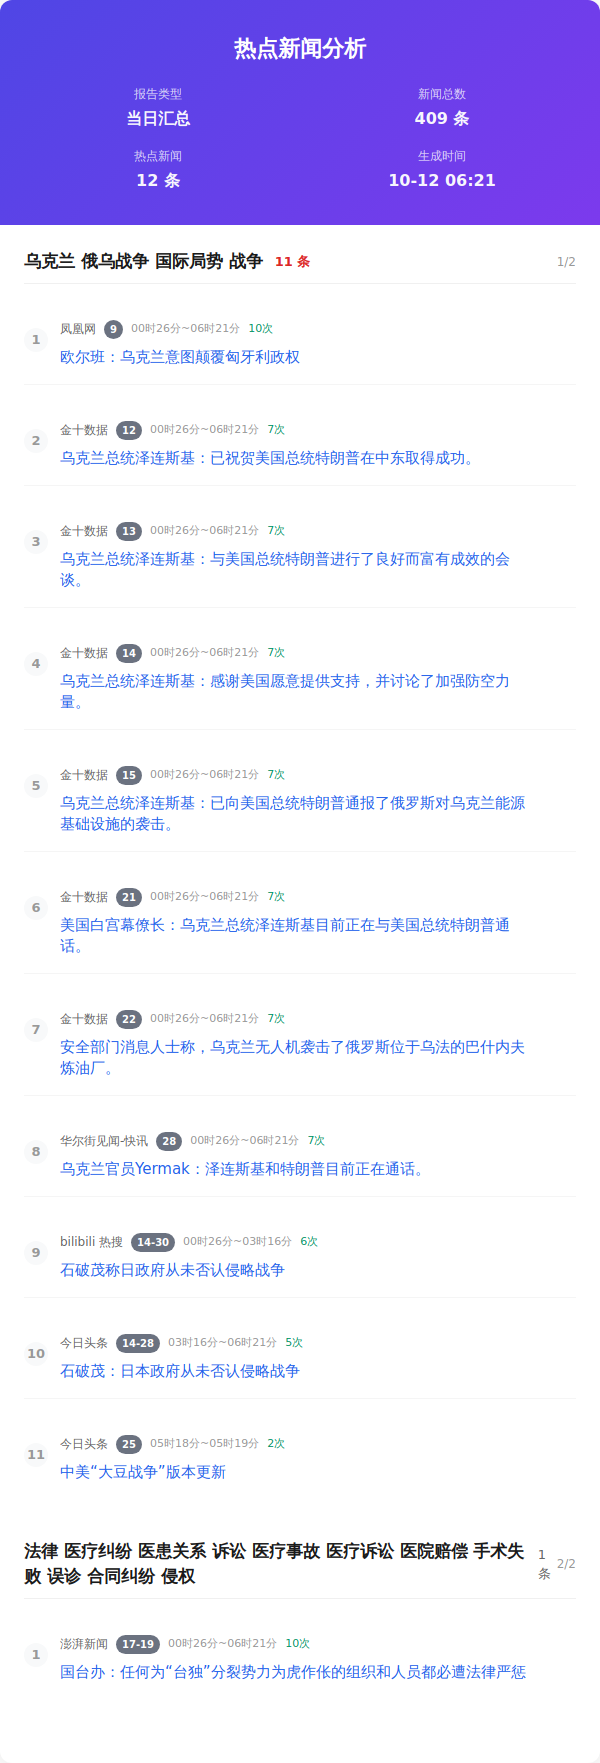 热点新闻分析
报告类型
新闻总数
当日汇总
409 条
热点新闻
生成时间
12 条
10-12 06:21
乌克兰 俄乌战争 国际局势 战争 11 条 1/2
1 凤凰网 9 00时26分~06时21分 10次
欧尔班：乌克兰意图颠覆匈牙利政权
2 金十数据 12 00时26分~06时21分 7次
乌克兰总统泽连斯基：已祝贺美国总统特朗普在中东取得成功。
3 金十数据 13 00时26分~06时21分 7次
乌克兰总统泽连斯基：与美国总统特朗普进行了良好而富有成效的会
谈。
4 金十数据 14 00时26分~06时21分 7次
乌克兰总统泽连斯基：感谢美国愿意提供支持，并讨论了加强防空力
量。
5 金十数据 15 00时26分~06时21分 7次
乌克兰总统泽连斯基：已向美国总统特朗普通报了俄罗斯对乌克兰能源
基础设施的袭击。
6 金十数据 21 00时26分~06时21分 7次
美国白宫幕僚长：乌克兰总统泽连斯基目前正在与美国总统特朗普通
话。
7 金十数据 22 00时26分~06时21分 7次
安全部门消息人士称，乌克兰无人机袭击了俄罗斯位于乌法的巴什内夫
炼油厂。
8 华尔街见闻-快讯 28 00时26分~06时21分 7次
乌克兰官员Yermak：泽连斯基和特朗普目前正在通话。
9 bilibili 热搜 14-30 00时26分~03时16分 6次
石破茂称日政府从未否认侵略战争
10 今日头条 14-28 03时16分~06时21分 5次
石破茂：日本政府从未否认侵略战争
11 今日头条 25 05时18分~05时19分 2次
中美“大豆战争”版本更新
法律 医疗纠纷 医患关系 诉讼 医疗事故 医疗诉讼 医院赔偿 手术失
败 误诊 合同纠纷 侵权
1
条
2/2
1 澎湃新闻 17-19 00时26分~06时21分 10次
国台办：任何为“台独”分裂势力为虎作伥的组织和人员都必遭法律严惩